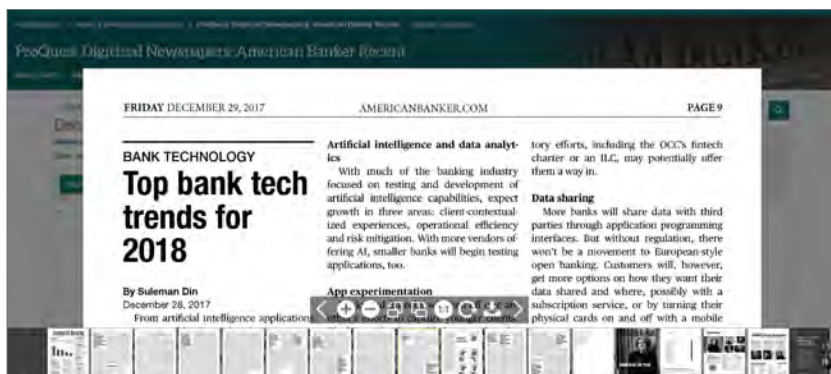 ProQuest Digitized Newspapers: American Banker Recent
FRIDAY DECEMBER 29, 2017
AMERICANBANKER.COM
PAGE 9
BANK TECHNOLOGY
Top bank tech
trends for
2018
By Suleman Din
December 28, 2017
From artificial intelligence applications
Artificial intelligence and data analyt-
ics
With much of the banking industry
focused on testing and development of
artificial intelligence capabilities, expect
growth in three areas: client-contextual-
ized experiences, operational efficiency
and risk mitigation. With more vendors of-
fering AI, smaller banks will begin testing
applications, too.
App experimentation
tory efforts, including the OCC's fintech
charter or an ILC, may potentially offer
them a way in.
Data sharing
More banks will share data with third
parties through application programming
interfaces. But without regulation, there
won't be a movement to European-style
open banking. Customers will, however,
get more options on how they want their
data shared and where, possibly with a
subscription service, or by turning their
physical cards on and off with a mobile
1:1